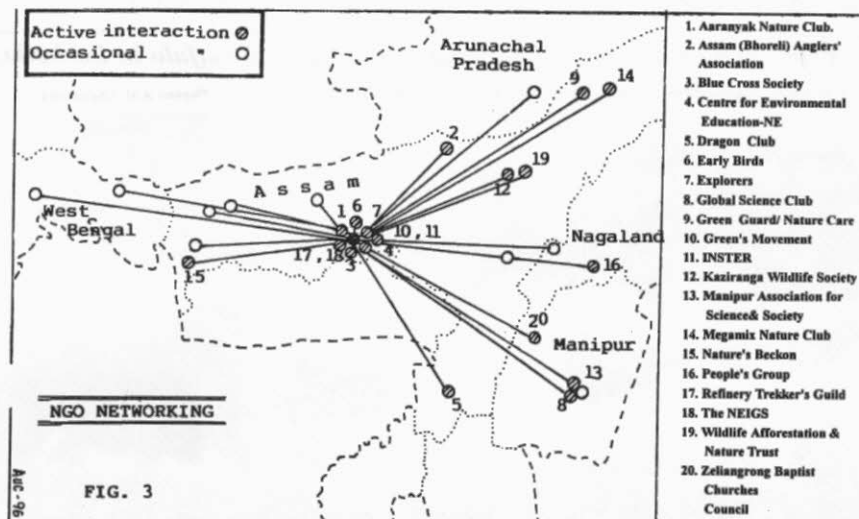 Active interaction
Occasional "
Arunachal
Pradesh
9
14
2
19
12
Assam
6
1
7
10,11
West
Bengal
Nagaland
4
17,18
3
15
16
20
Manipur
13
5
8
NGO NETWORKING
FIG. 3
AUG-96
1. Aaranyak Nature Club.
2. Assam (Bhoreli) Anglers'
Association
3. Blue Cross Society
4. Centre for Environmental
Education-NE
5. Dragon Club
6. Early Birds
7. Explorers
8. Global Science Club
9. Green Guard/ Nature Care
10. Green's Movement
11. INSTER
12. Kaziranga Wildlife Society
13. Manipur Association for
Science& Society
14. Megamix Nature Club
15. Nature's Beckon
16. People's Group
17. Refinery Trekker's Guild
18. The NEIGS
19. Wildlife Afforestation &
Nature Trust
20. Zeliangrong Baptist
Churches
Council